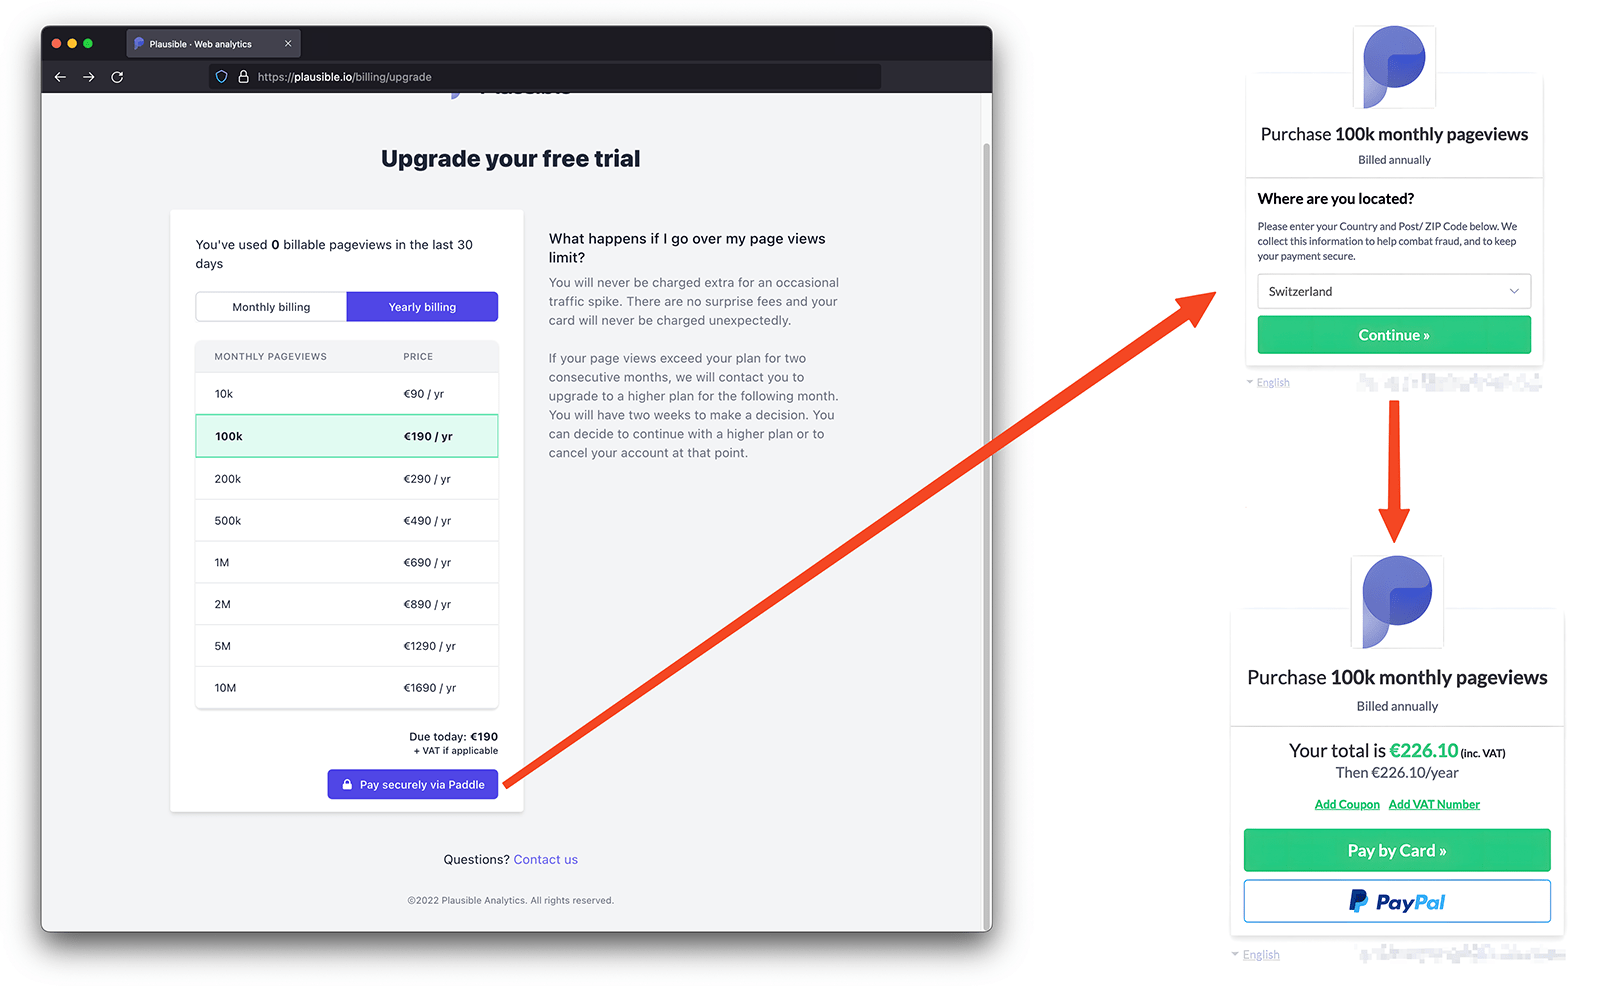 Plausible · Web analytics
https://plausible.io/billing/upgrade
Plausible
Upgrade your free trial
You've used 0 billable pageviews in the last 30
days
Monthly billing
Yearly billing
MONTHLY PAGEVIEWS PRICE
10k €90 / yr
100k €190 / yr
200k €290 / yr
500k €490 / yr
1M €690 / yr
2M €890 / yr
5M €1290 / yr
10M €1690 / yr
Due today: €190
+ VAT if applicable
Pay securely via Paddle
What happens if I go over my page views
limit?
You will never be charged extra for an occasional
traffic spike. There are no surprise fees and your
card will never be charged unexpectedly.
If your page views exceed your plan for two
consecutive months, we will contact you to
upgrade to a higher plan for the following month.
You will have two weeks to make a decision. You
can decide to continue with a higher plan or to
cancel your account at that point.
Questions? Contact us
©2022 Plausible Analytics. All rights reserved.
Purchase 100k monthly pageviews
Billed annually
Where are you located?
Please enter your Country and Post/ ZIP Code below. We
collect this information to help combat fraud, and to keep
your payment secure.
Switzerland
Continue »
English
Purchase 100k monthly pageviews
Billed annually
Your total is €226.10 (inc. VAT)
Then €226.10/year
Add Coupon Add VAT Number
Pay by Card »
PayPal
English